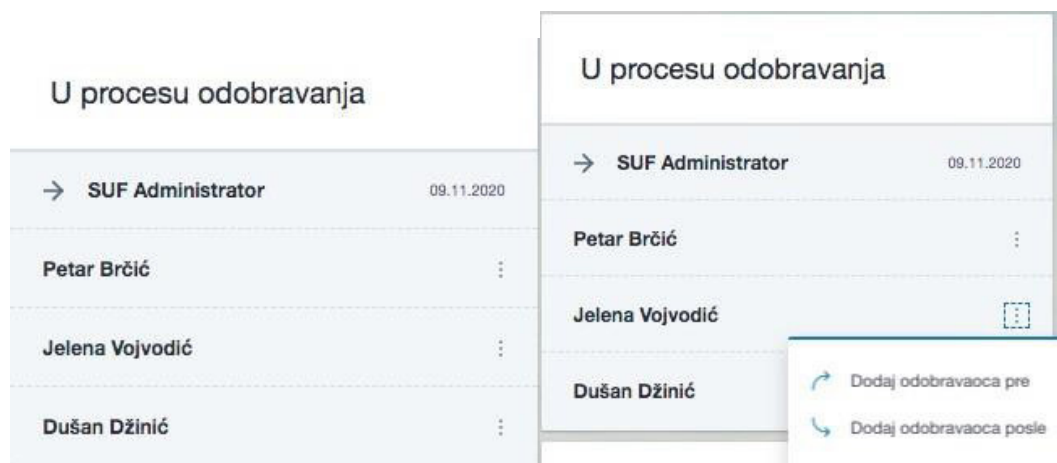 U procesu odobravanja
SUF Administrator 09.11.2020
Petar Brčić
Jelena Vojvodić
Dušan Džinić
U procesu odobravanja
SUF Administrator 09.11.2020
Petar Brčić
Jelena Vojvodić
Dušan Džinić
Dodaj odobravaoca pre
Dodaj odobravaoca posle